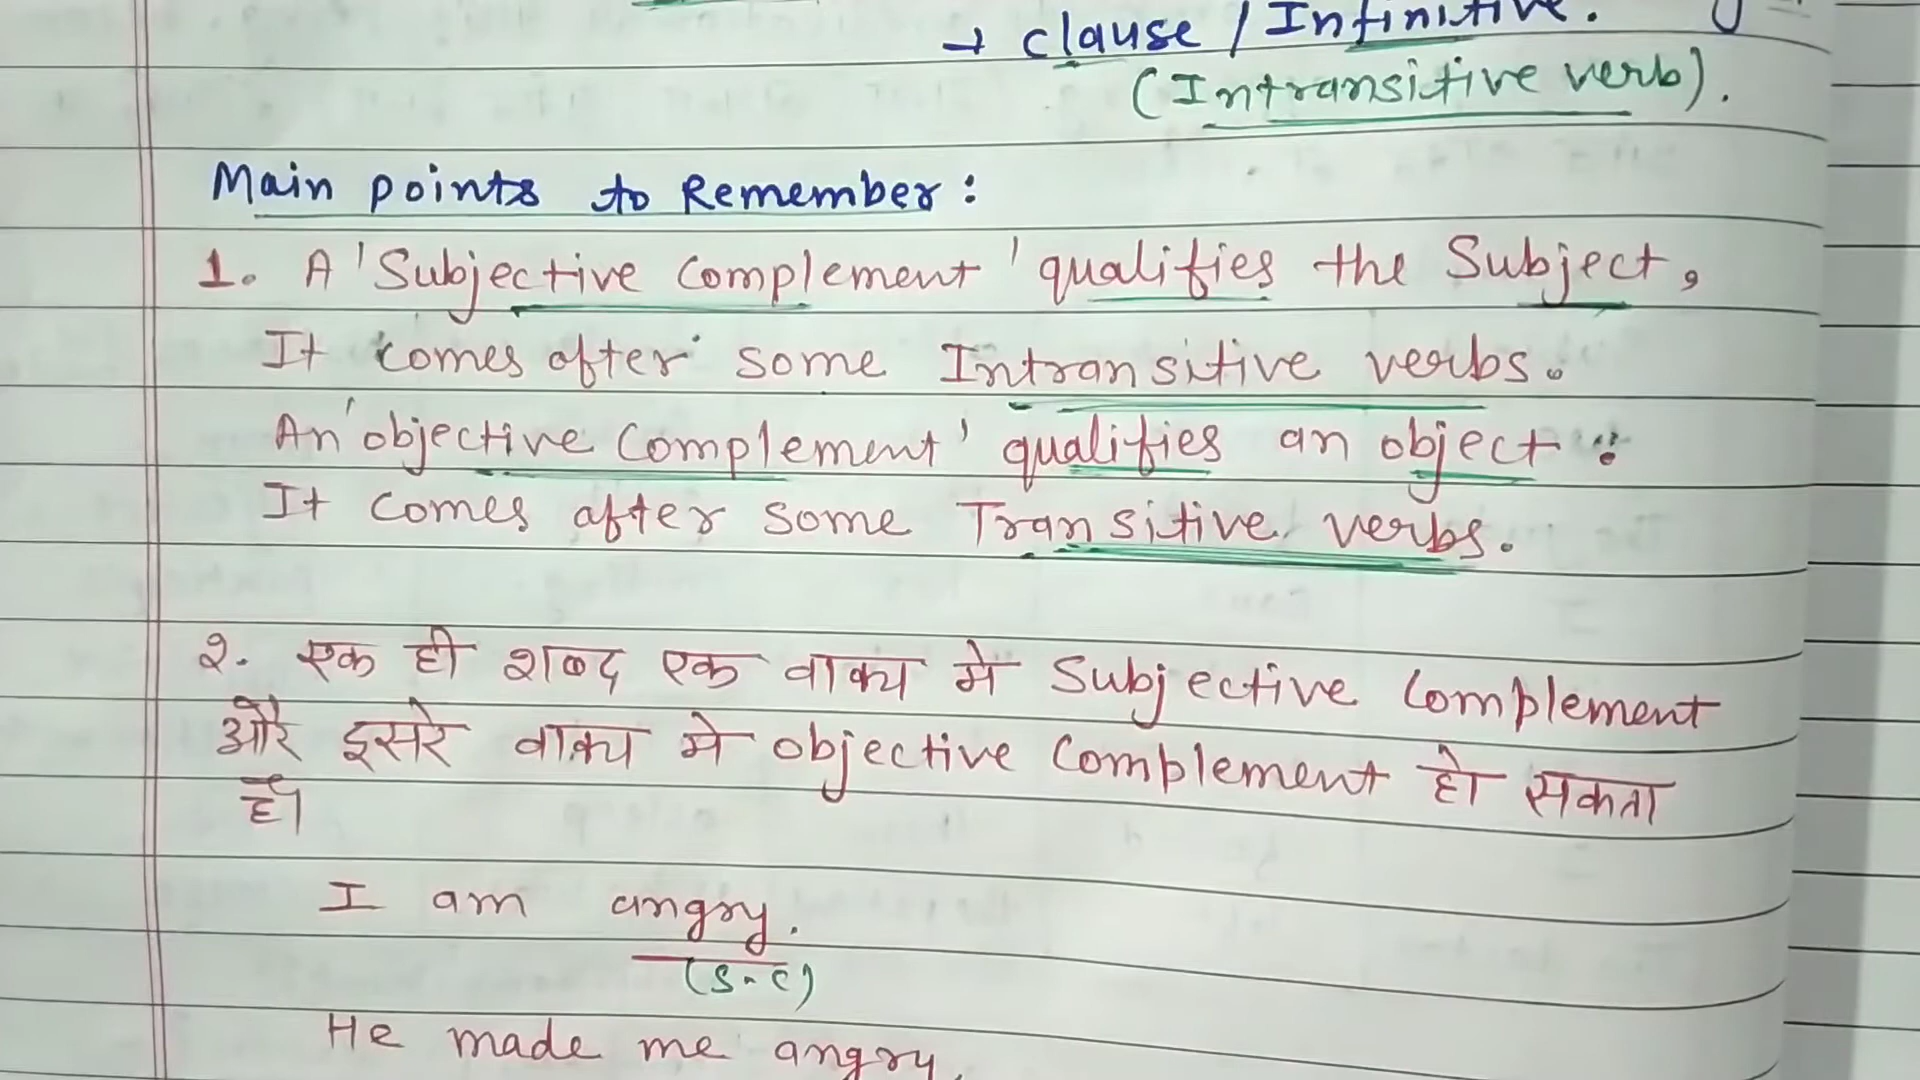 → clause / Infinitive.
(Intransitive verb).
Main points to Remember:
1. A 'Subjective Complement' qualifies the Subject,
It comes after some Intransitive verbs.
An 'objective Complement' qualifies an object :
It comes after some Transitive verbs.
२. एक ही शब्द एक वाक्य मे Subjective Complement
और दुसरे वाक्य मे objective Complement हो सकता
है।
I am angry.
(S.C)
He made me angry.